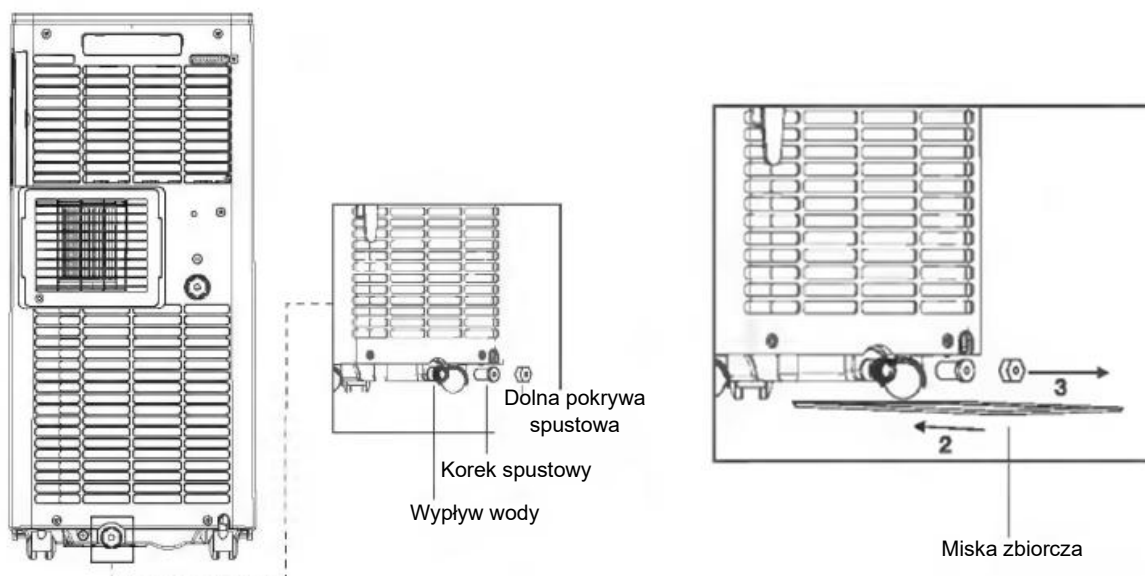 Dolna pokrywa
spustowa
Korek spustowy
Wypływ wody
3
2
Miska zbiorcza